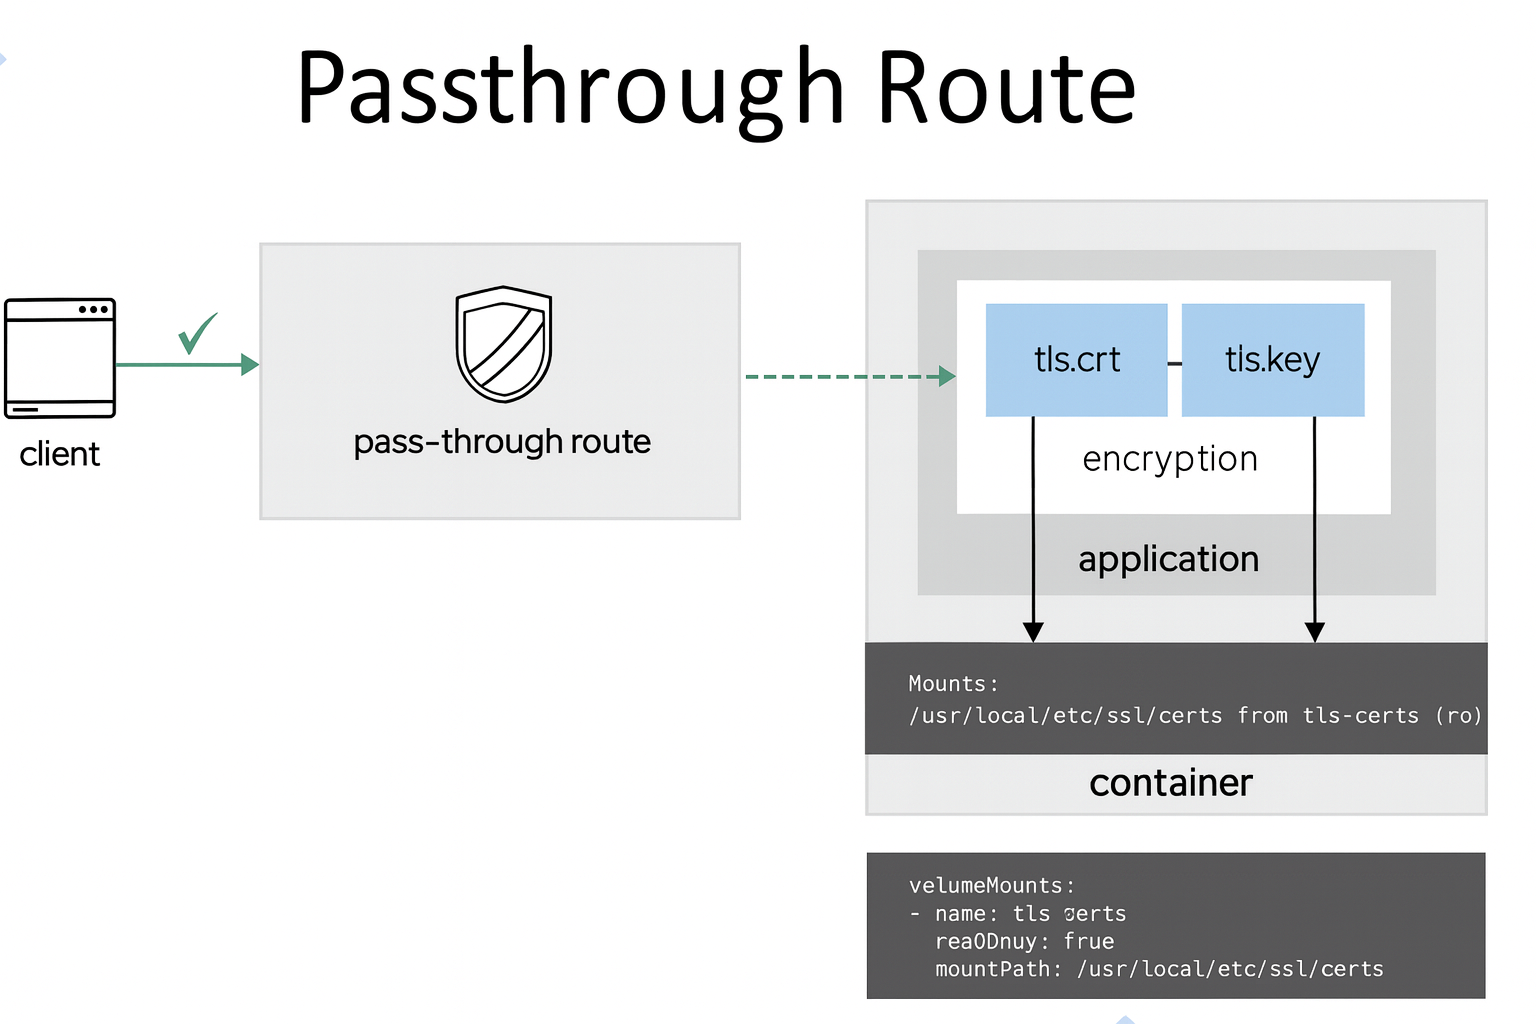 Passthrough Route
client
pass-through route
tls.crt
tls.key
encryption
application
Mounts:
/usr/local/etc/ssl/certs from tls-certs (ro)
container
velumeMounts:
- name: tls
reaODnuy: frue
mountPath: /usr/local/etc/ssl/certs